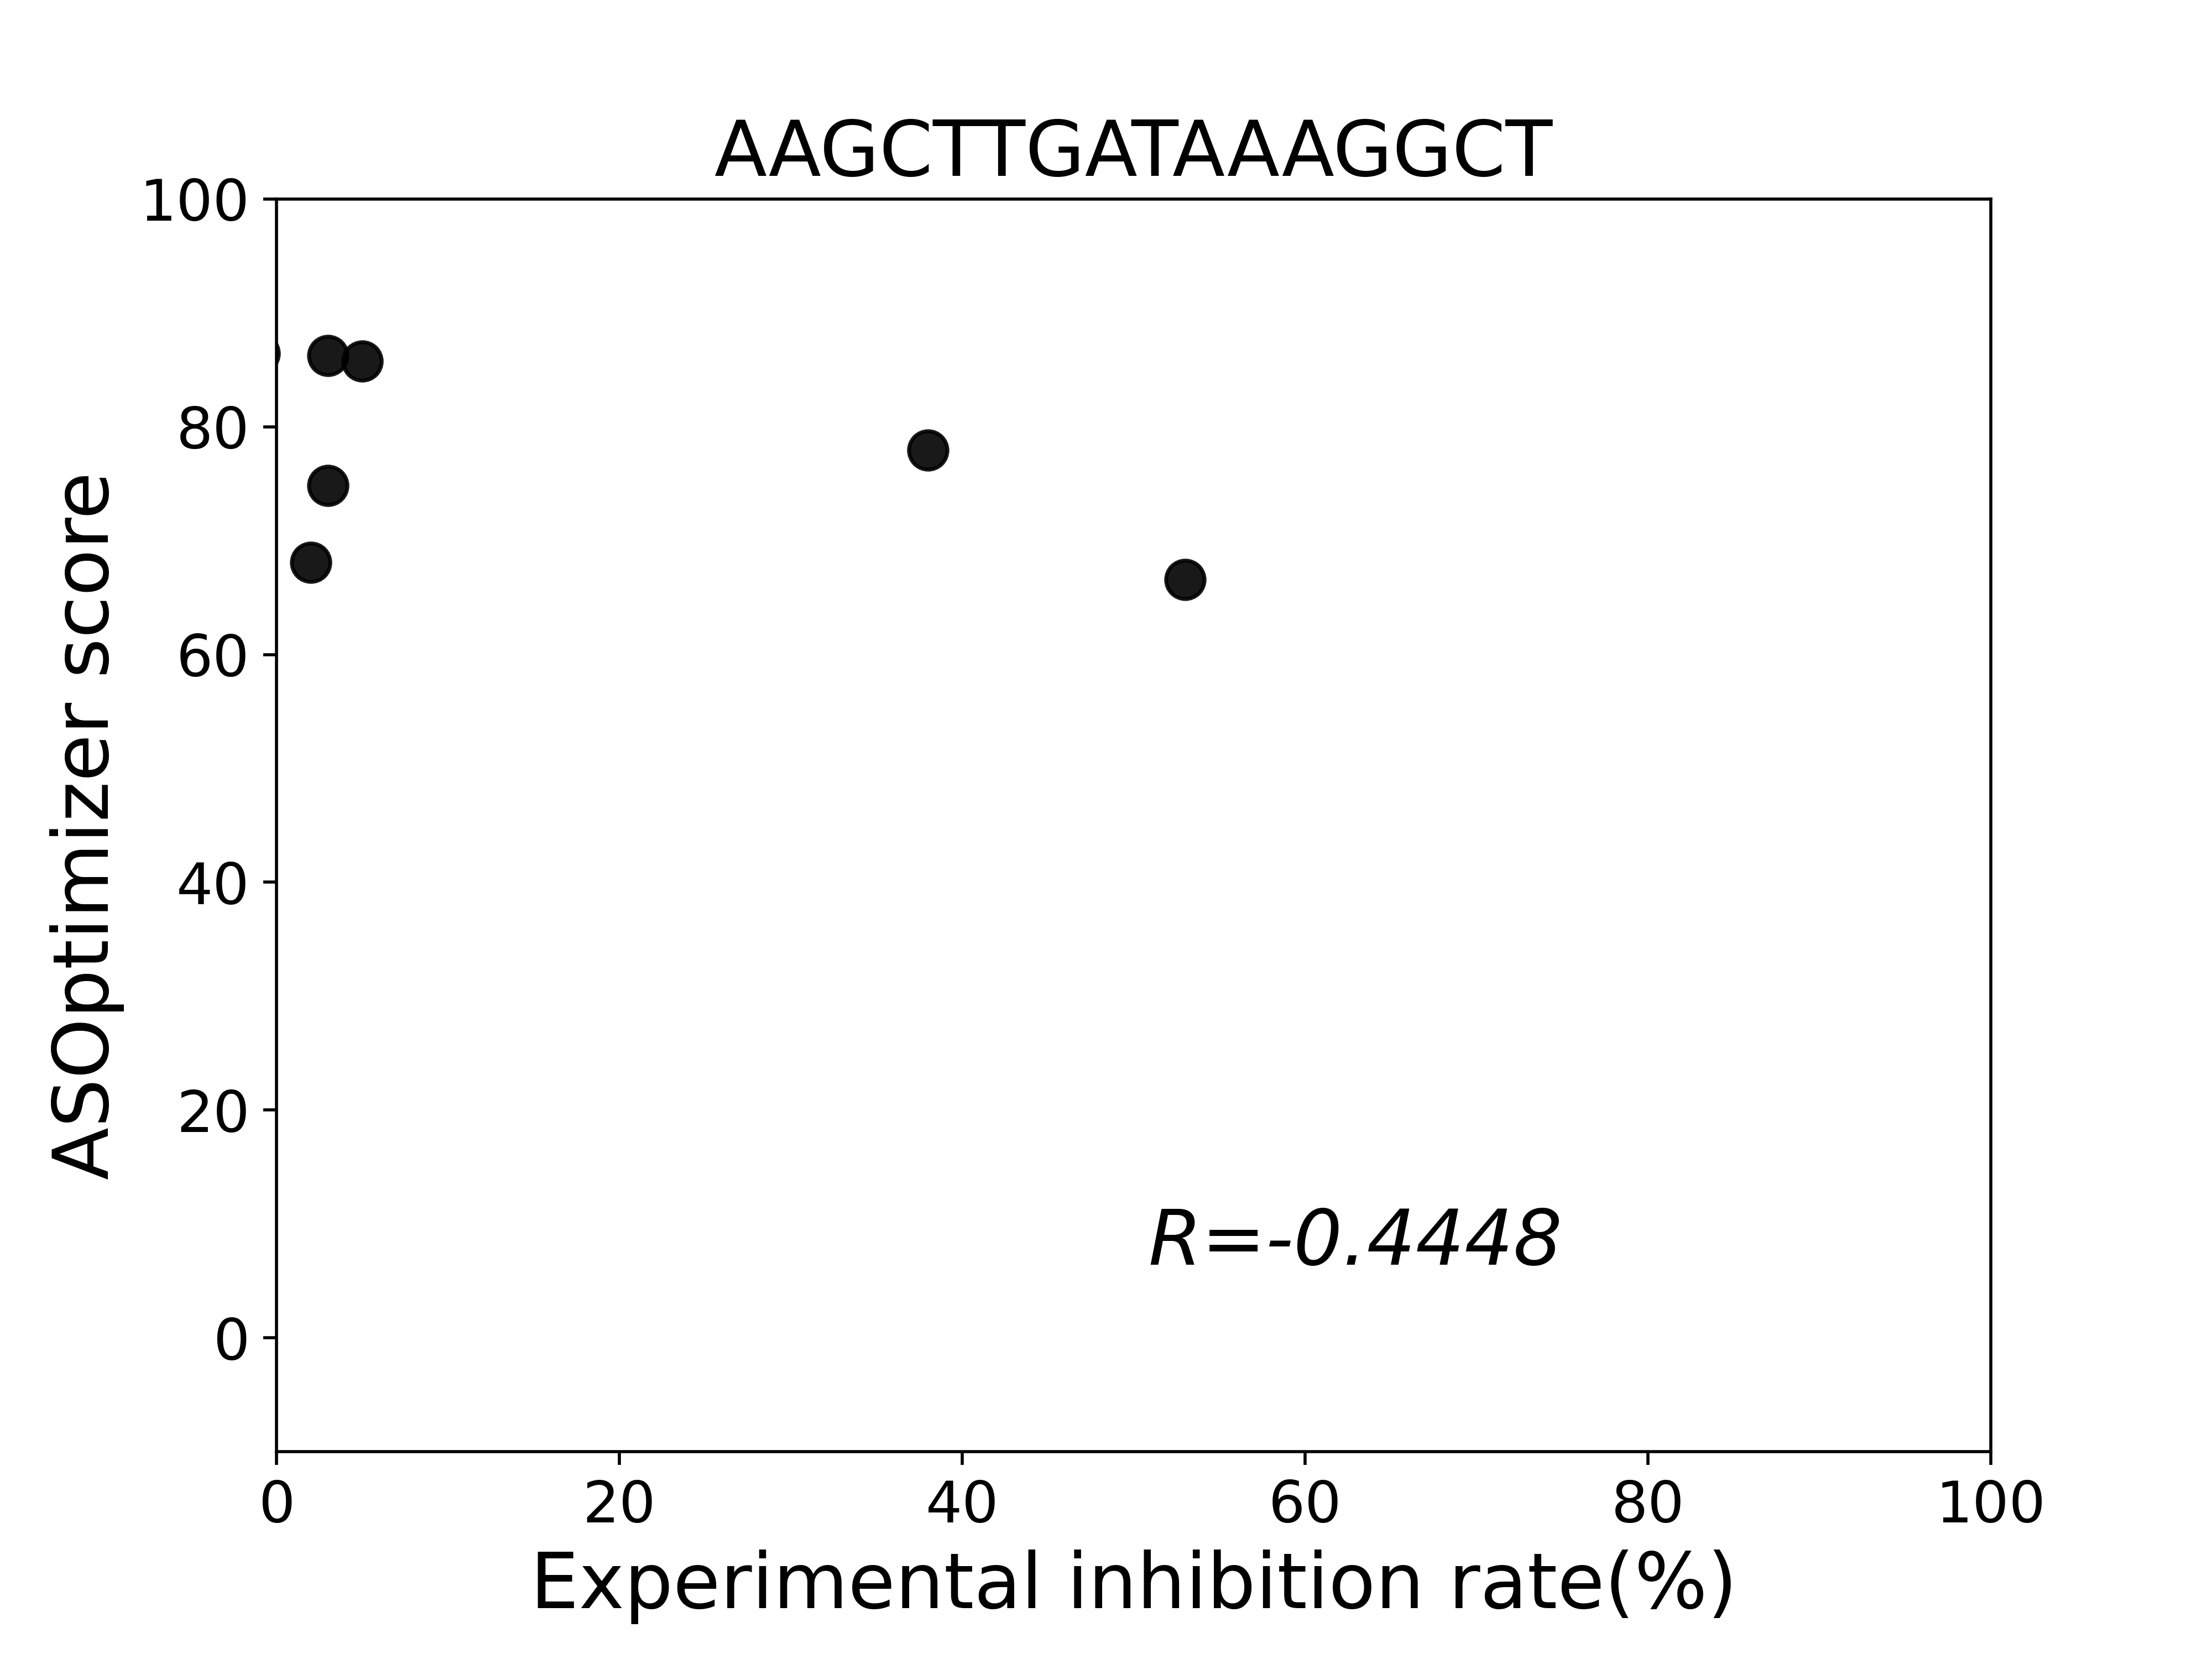 AAGCTTGATAAAGGCT
100
80
60
40
20
0
ASOptimizer score
R=-0.4448
0 20 40 60 80 100
Experimental inhibition rate(%)